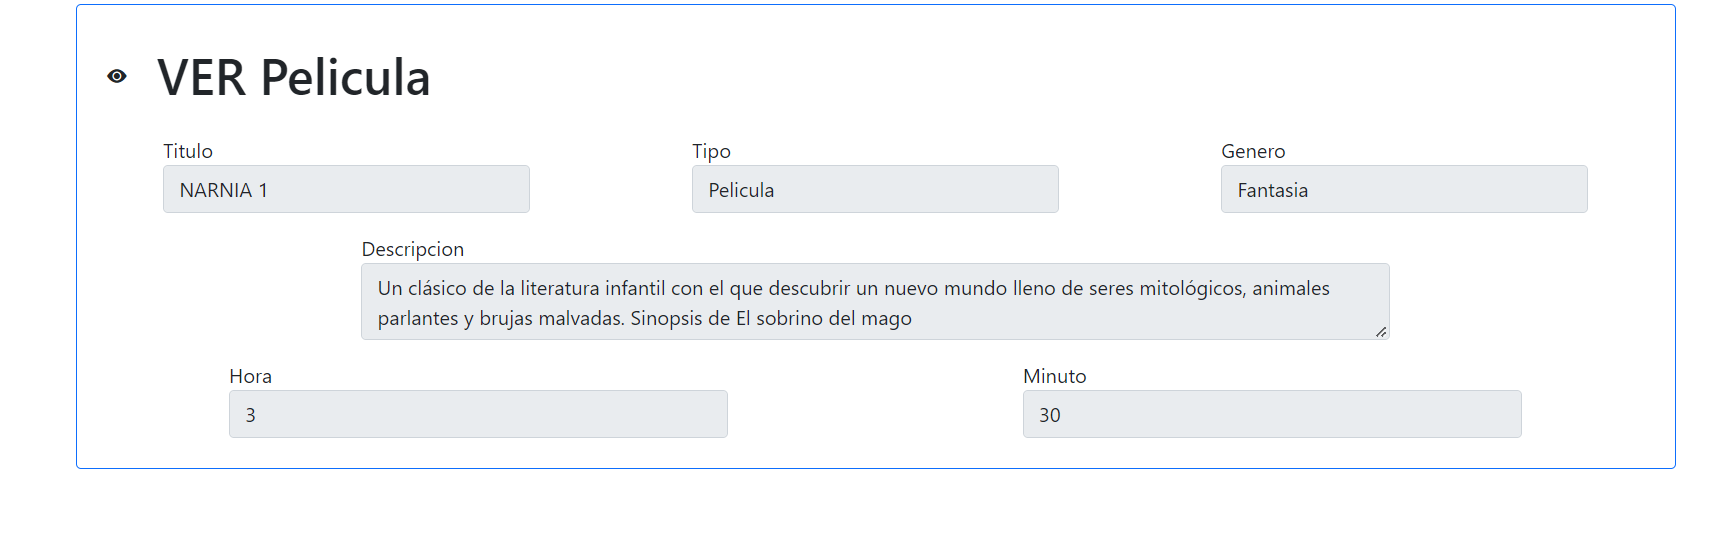 VER Pelicula
Titulo
Tipo
Genero
NARNIA 1
Pelicula
Fantasia
Descripcion
Un clásico de la literatura infantil con el que descubrir un nuevo mundo lleno de seres mitológicos, animales
parlantes y brujas malvadas. Sinopsis de El sobrino del mago
Hora
Minuto
3
30